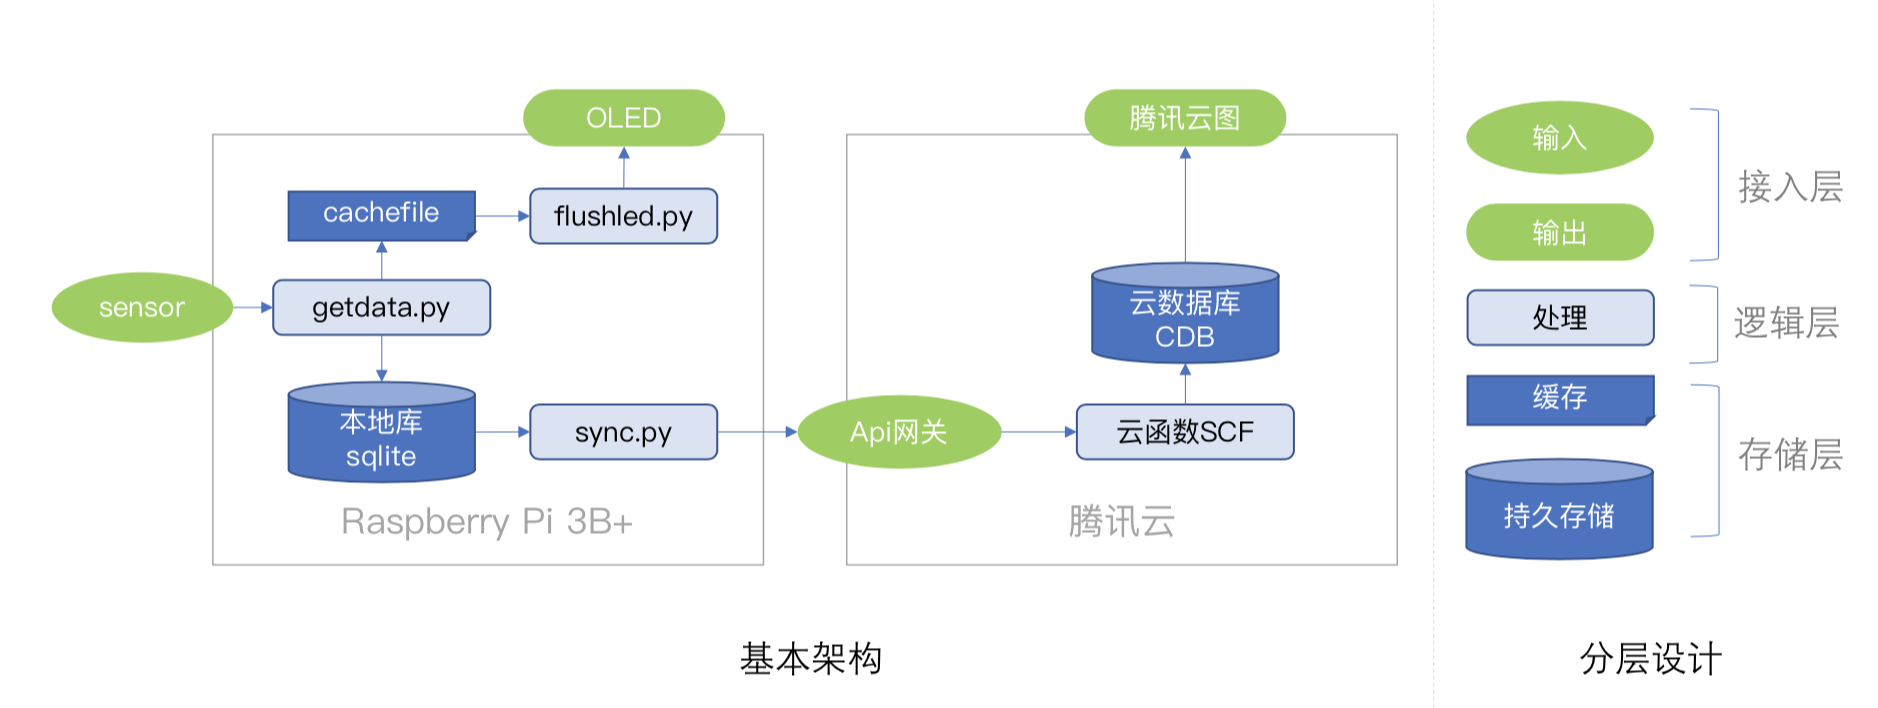 OLED
cachefile
flushled.py
sensor
getdata.py
本地库
sqlite
sync.py
Raspberry Pi 3B+
腾讯云图
云数据库
CDB
Api网关
云函数SCF
腾讯云
基本架构
输入
输出
接入层
处理
逻辑层
缓存
持久存储
存储层
分层设计